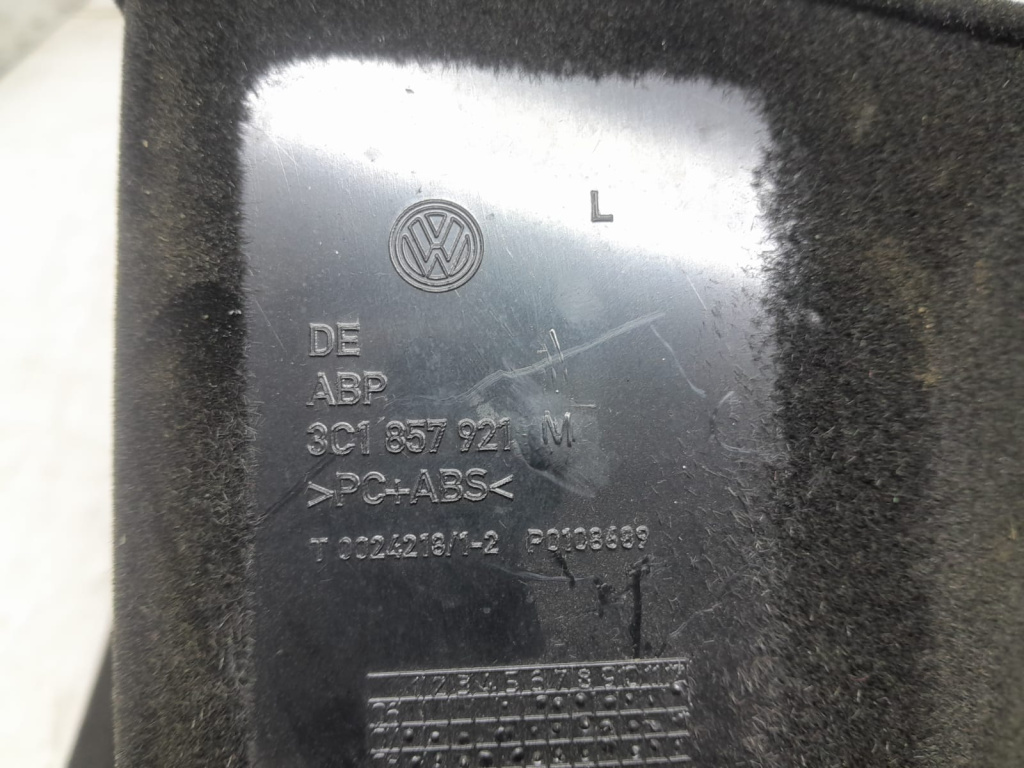 L
DE
ABP
3C1 857 921 M
>PC+ABS<
T 0024218/1-2 P0108689
1 2 3 4 5 6 7 8 9 10 11 12